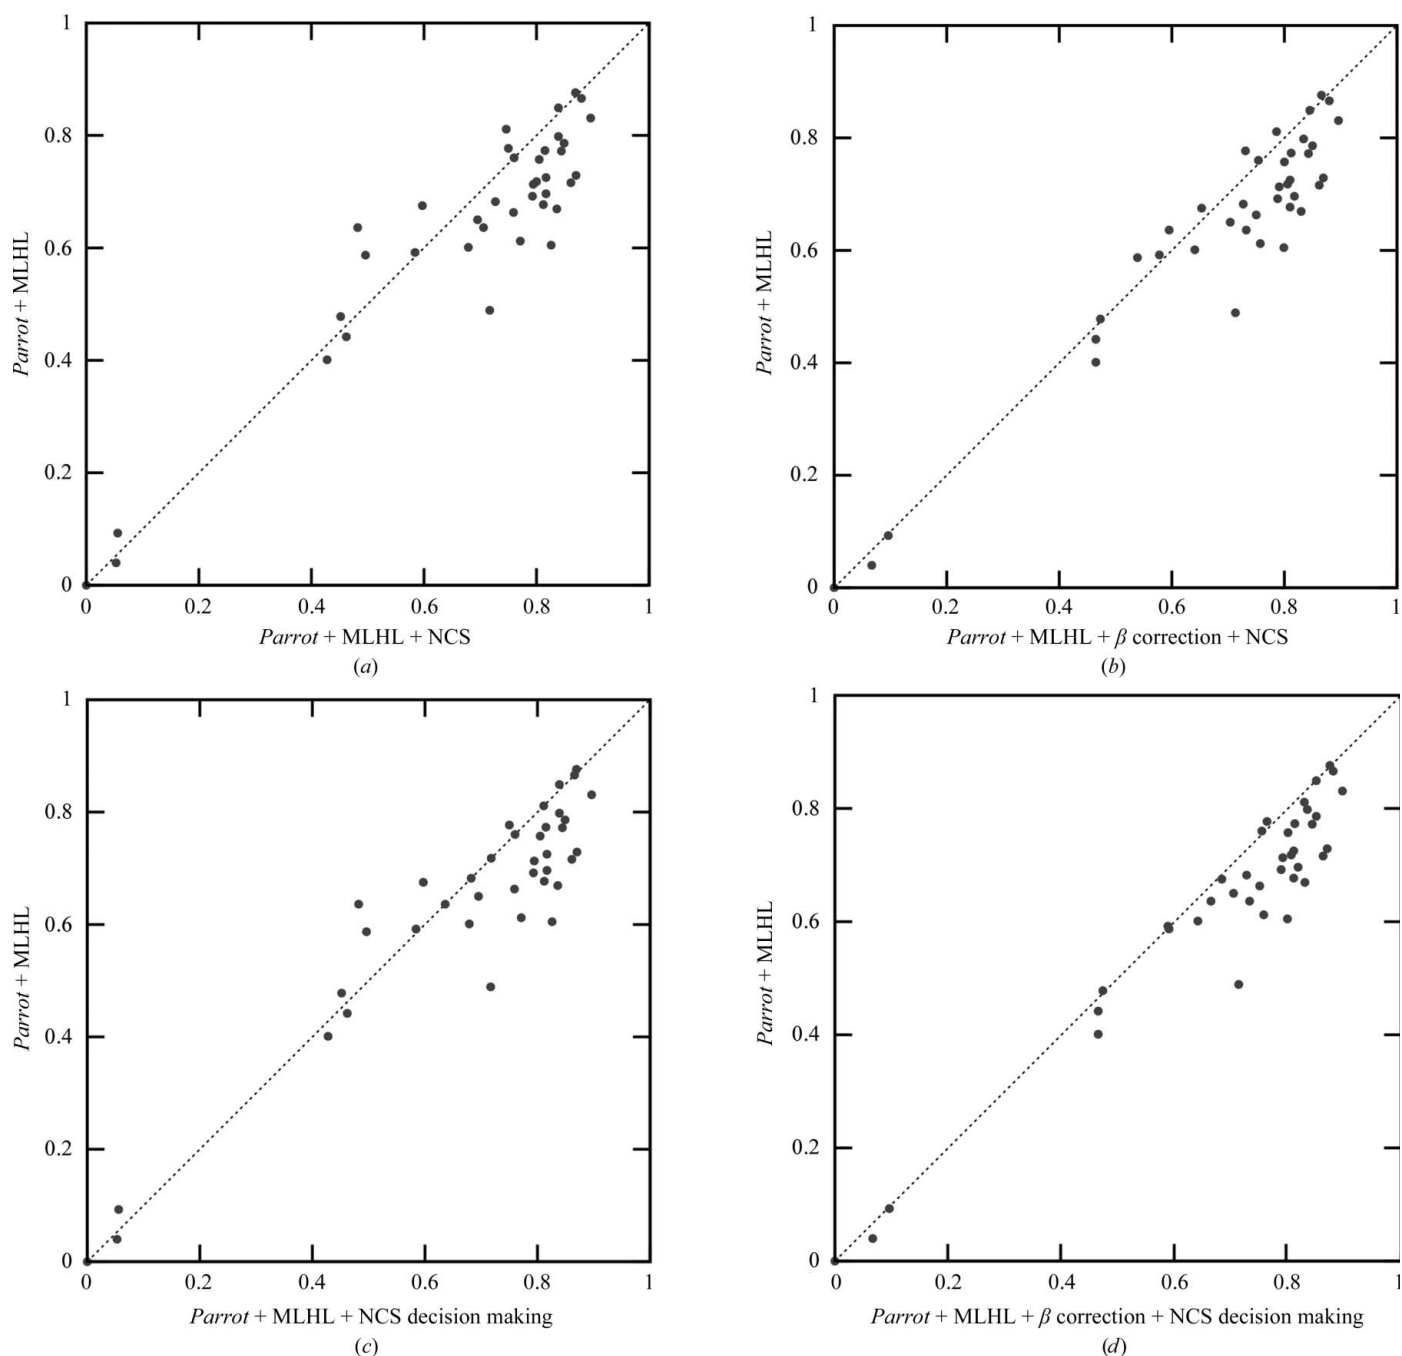 1
0.8
0.6
0.4
0.2
0
Parrot + MLHL
0 0.2 0.4 0.6 0.8 1
Parrot + MLHL + NCS
(a)
1
0.8
0.6
0.4
0.2
0
Parrot + MLHL
0 0.2 0.4 0.6 0.8 1
Parrot + MLHL + β correction + NCS
(b)
1
0.8
0.6
0.4
0.2
0
Parrot + MLHL
0 0.2 0.4 0.6 0.8 1
Parrot + MLHL + NCS decision making
(c)
1
0.8
0.6
0.4
0.2
0
Parrot + MLHL
0 0.2 0.4 0.6 0.8 1
Parrot + MLHL + β correction + NCS decision making
(d)